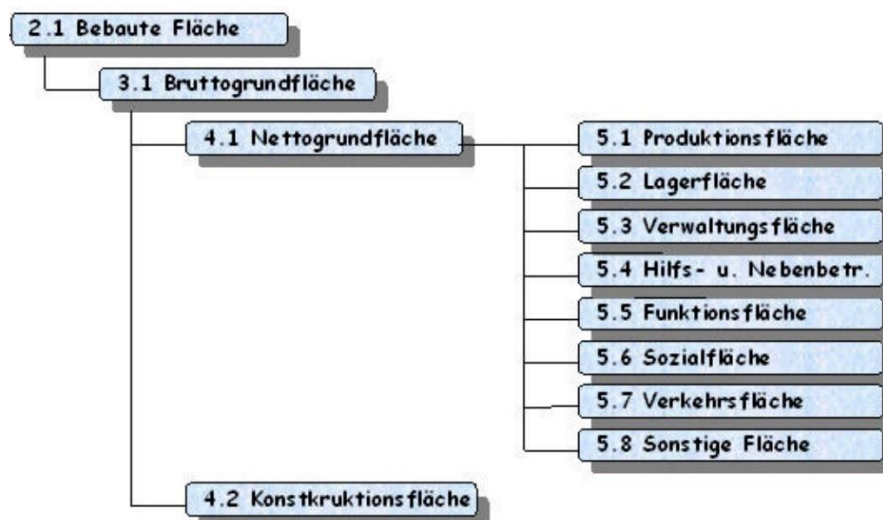 2.1 Bebaute Fläche
3.1 Bruttogrundfläche
4.1 Nettogrundfläche
5.1 Produktionsfläche
5.2 Lagerfläche
5.3 Verwaltungsfläche
5.4 Hilfs- u. Nebenbetr.
5.5 Funktionsfläche
5.6 Sozialfläche
5.7 Verkehrsfläche
5.8 Sonstige Fläche
4.2 Konstkruktionsfläche